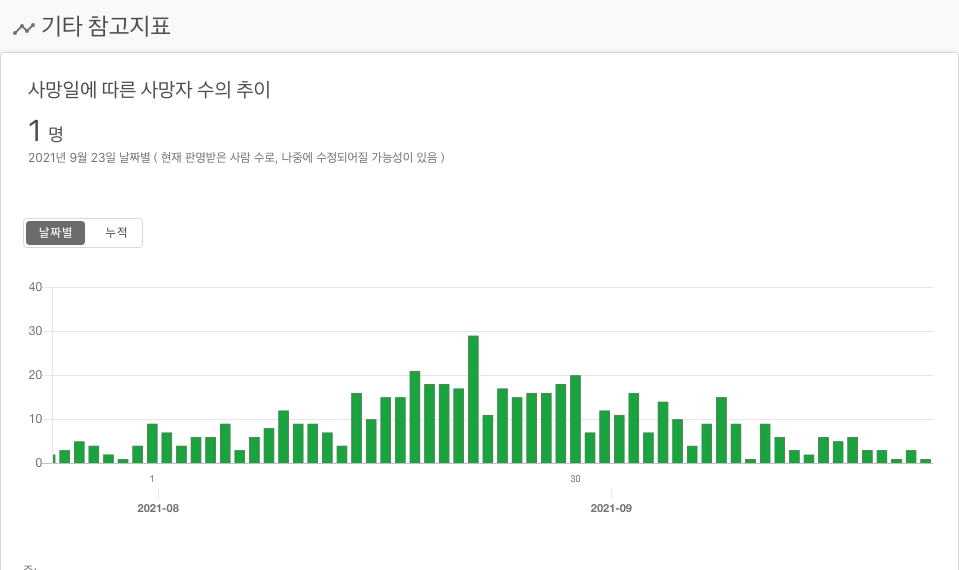 기타 참고지표
사망일에 따른 사망자 수의 추이
1 명
2021년 9월 23일 날짜별 ( 현재 판명받은 사람 수로, 나중에 수정되어질 가능성이 있음 )
날짜별 누적
40
30
20
10
0
1 30
2021-08 2021-09